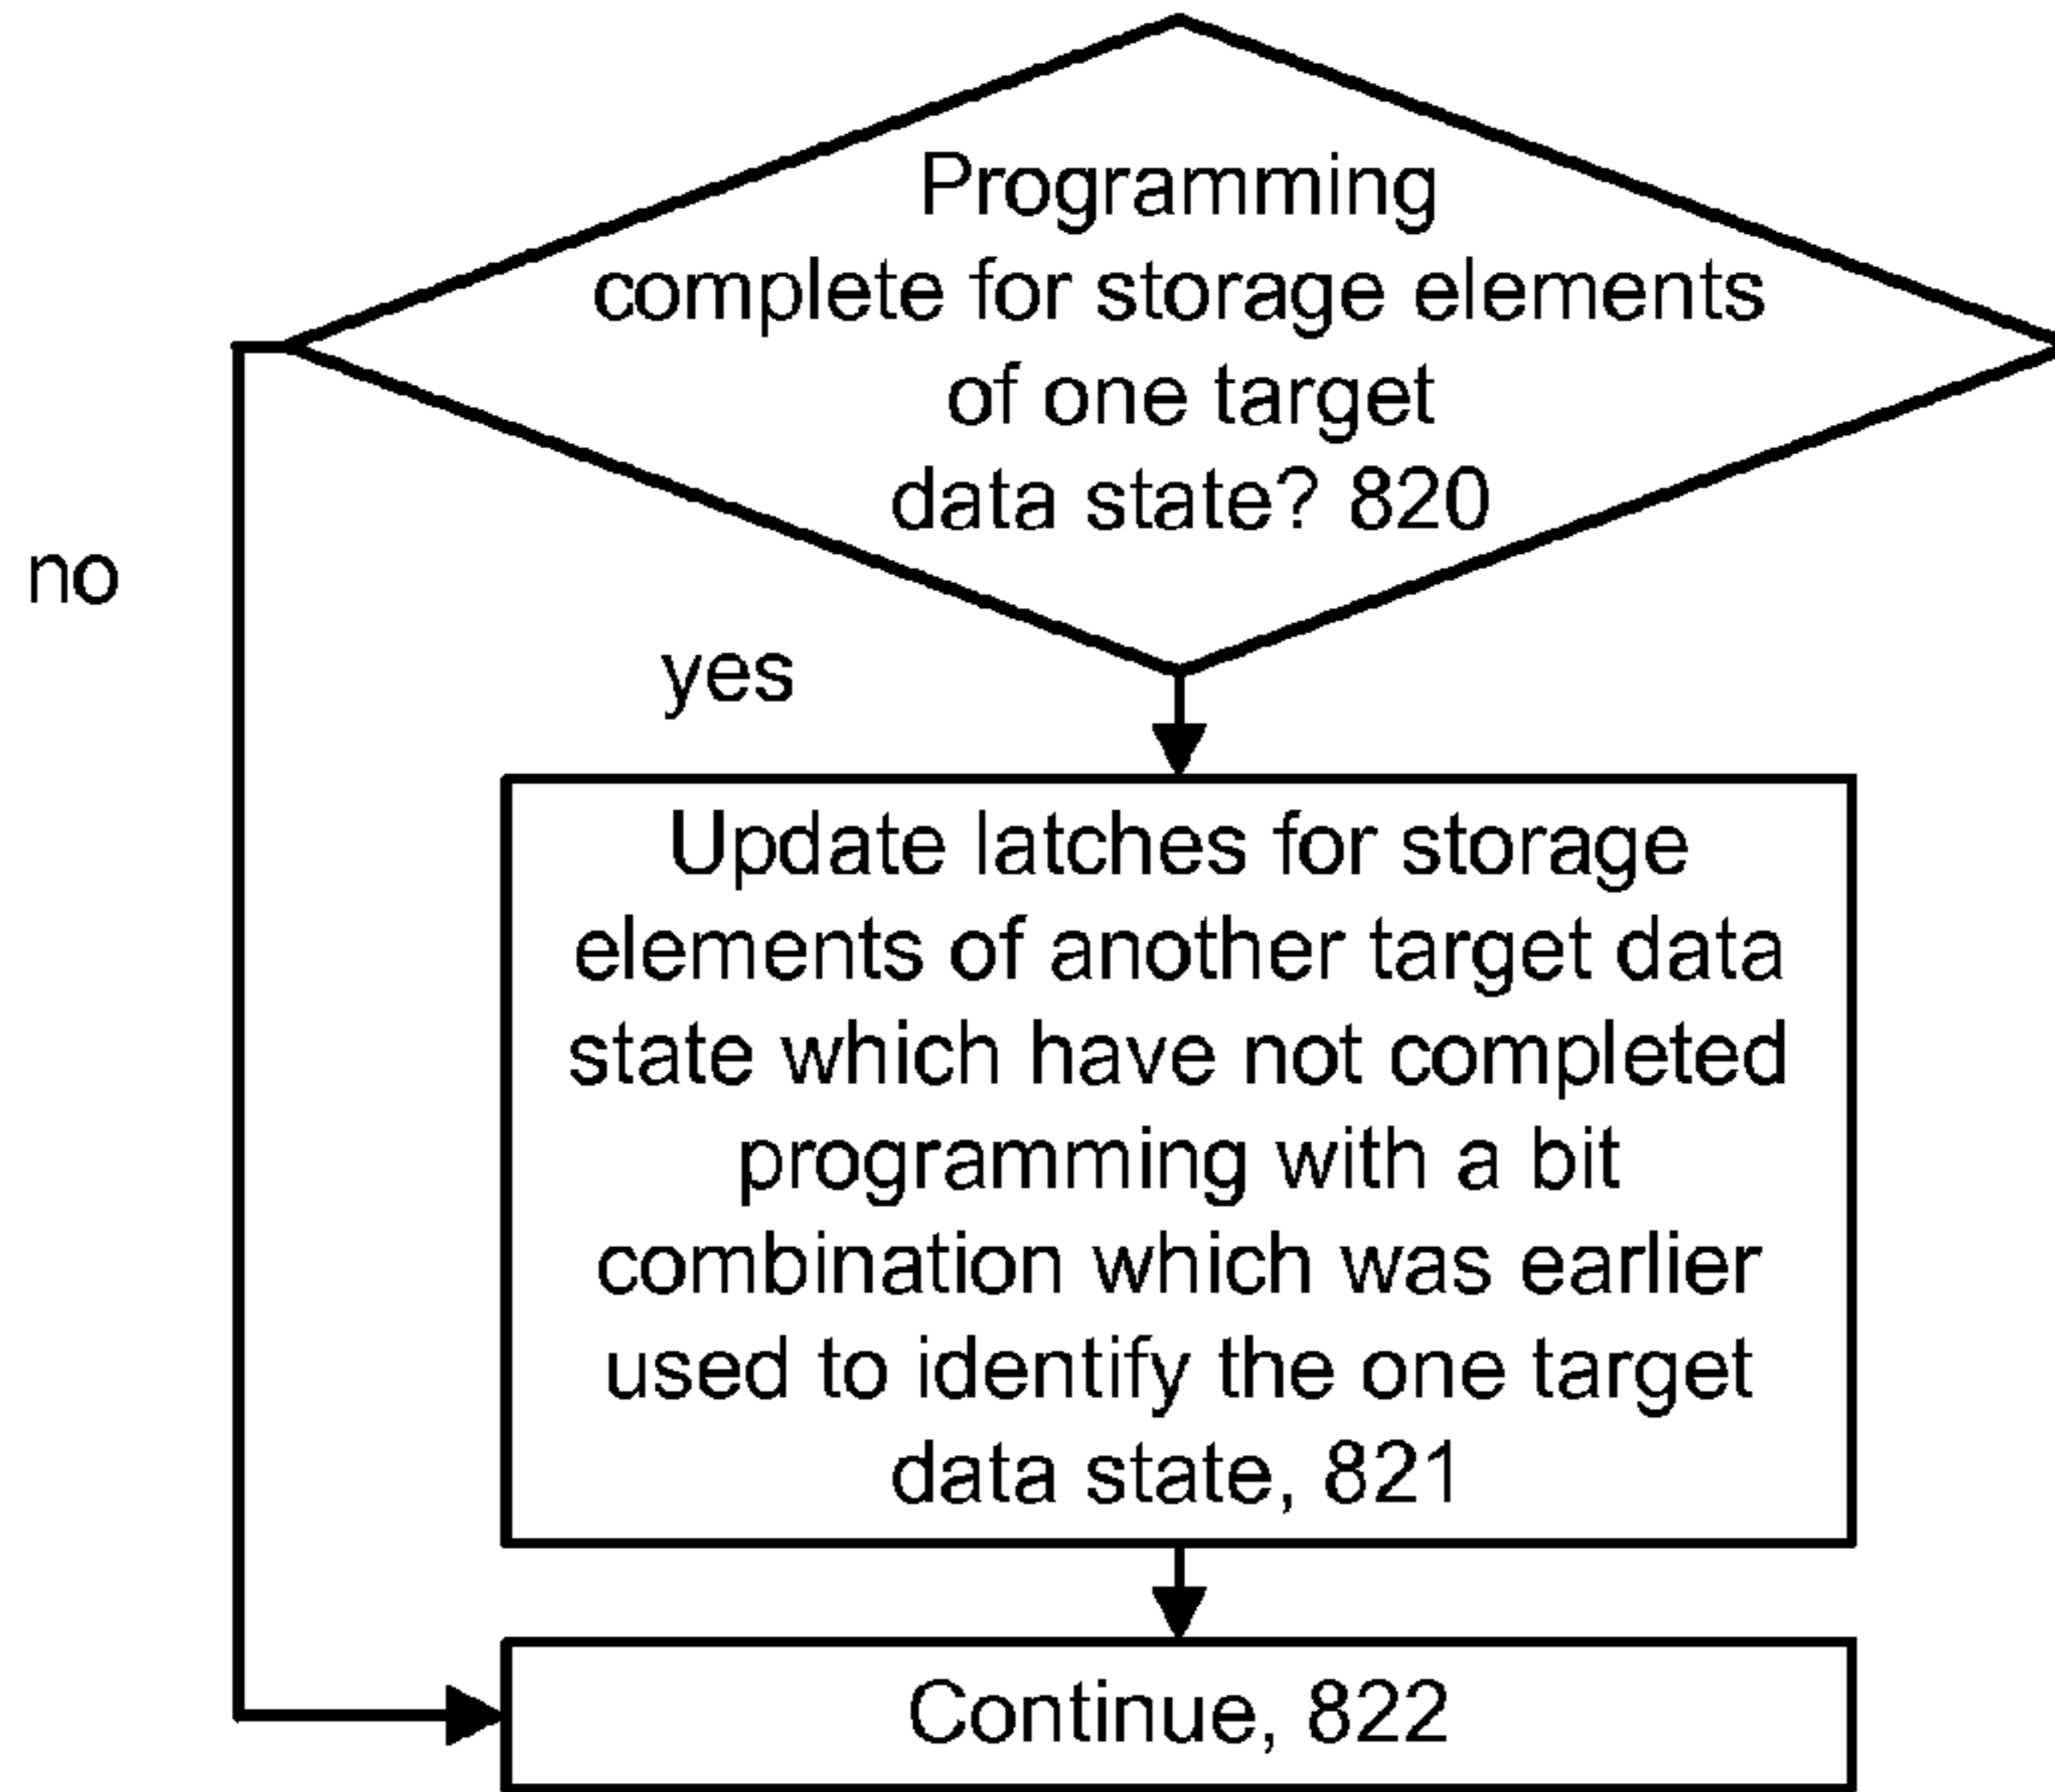 Programming
complete for storage elements
of one target
data state? 820
no
yes
Update latches for storage
elements of another target data
state which have not completed
programming with a bit
combination which was earlier
used to identify the one target
data state, 821
Continue, 822